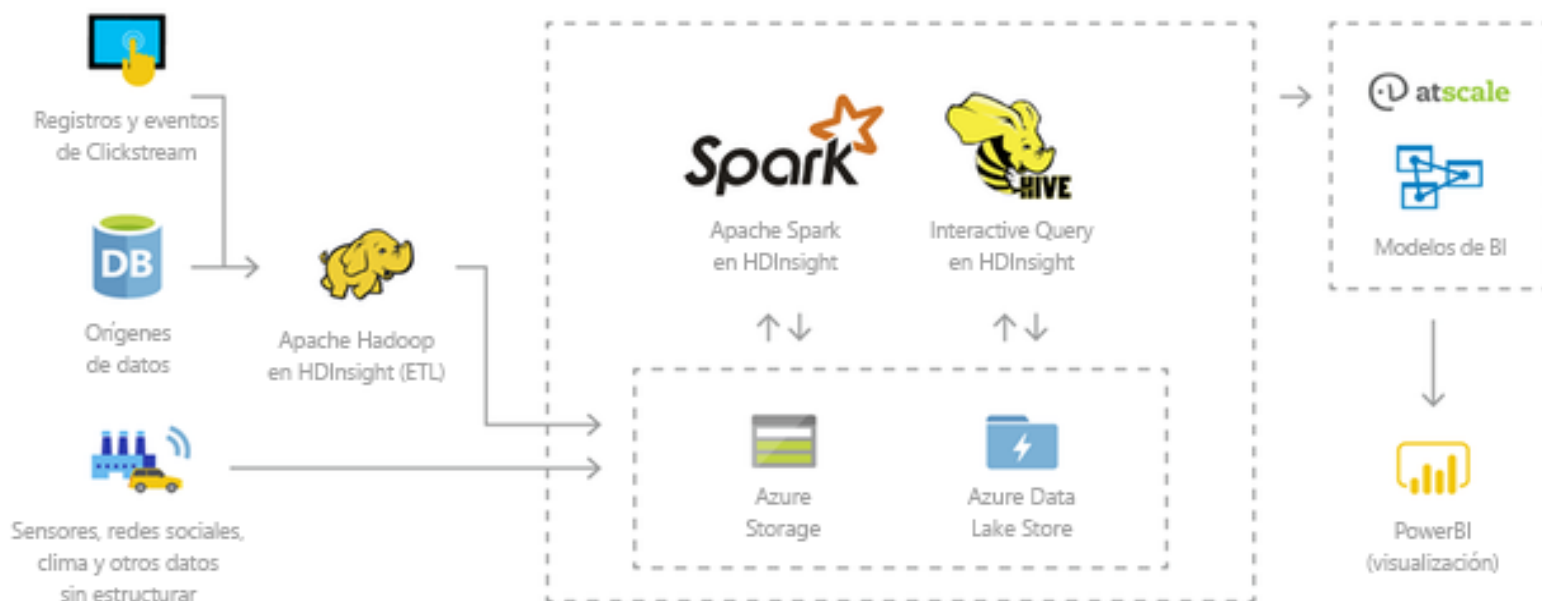 Registros y eventos
de Clickstream
DB
Orígenes
de datos
Sensores, redes sociales,
clima y otros datos
sin estructurar
Apache Hadoop
en HDInsight (ETL)
Spark
Apache Spark
en HDInsight
HIVE
Interactive Query
en HDInsight
Azure
Storage
Azure Data
Lake Store
atscale
Modelos de BI
PowerBI
(visualización)